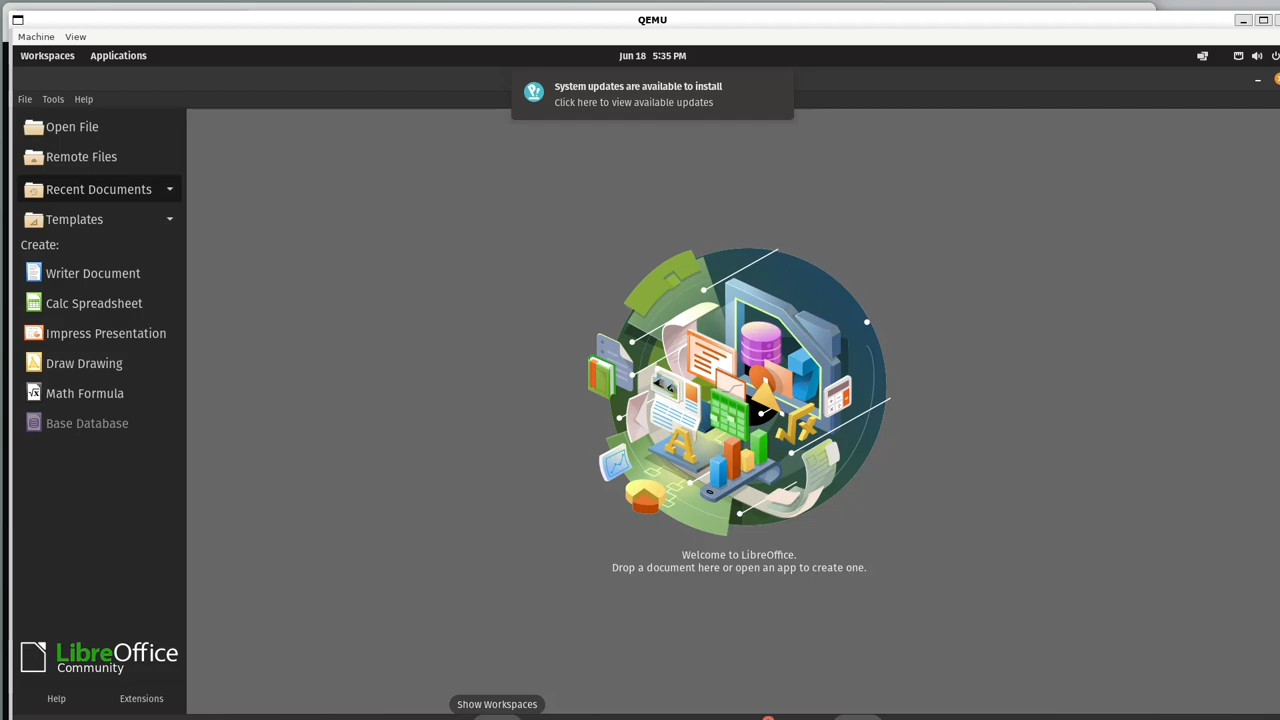 QEMU
Machine View
Workspaces Applications
Jun 18 5:35 PM
System updates are available to install
Click here to view available updates
File Tools Help
Open File
Remote Files
Recent Documents
Templates
Create:
Writer Document
Calc Spreadsheet
Impress Presentation
Draw Drawing
Math Formula
Base Database
Welcome to LibreOffice.
Drop a document here or open an app to create one.
LibreOffice
Community
Help Extensions
Show Workspaces